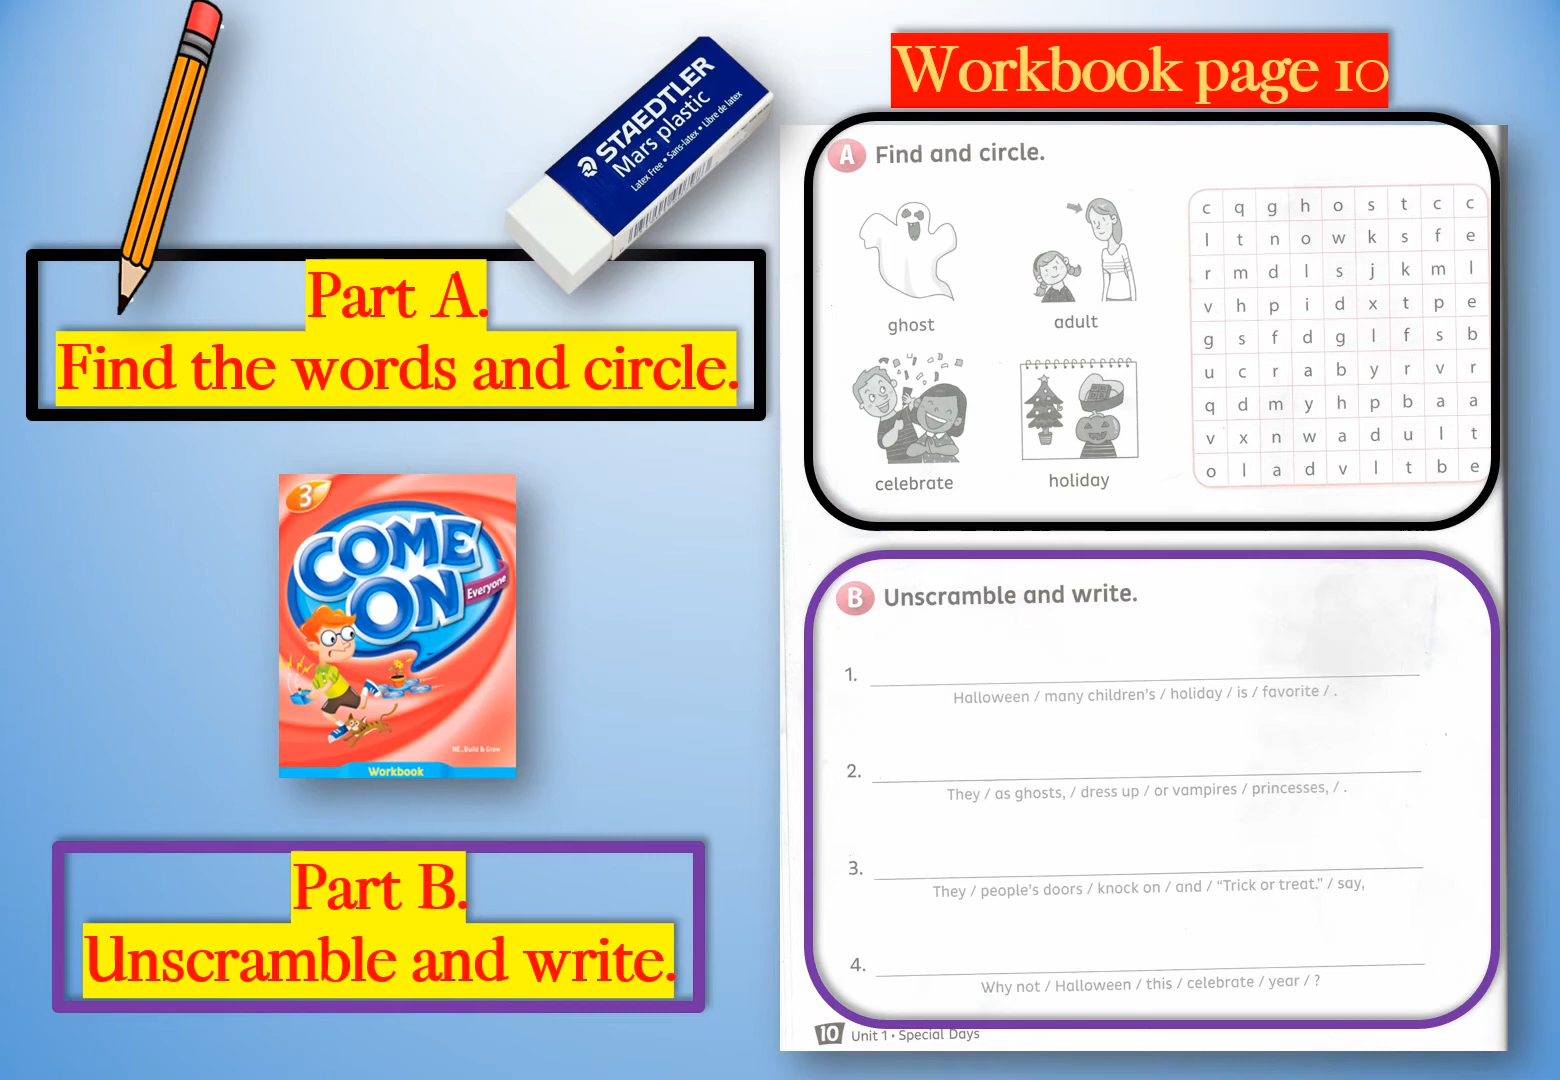 Workbook page 10
STAEDTLER
Mars plastic
Latex Free • Sans-latex • Libre de latex
Part A.
Find the words and circle.
3
COME
ON
Everyone
NE_Build & Grow
Workbook
Part B.
Unscramble and write.
A Find and circle.
ghost
adult
celebrate
holiday
c q g h o s t c c
l t n o w k s f e
r m d l s j k m l
v h p i d x t p e
g s f d g l f s b
u c r a b y r v r
q d m y h p b a a
v x n w a d u l t
o l a d v l t b e
B Unscramble and write.
1.
Halloween / many children's / holiday / is / favorite / .
2.
They / as ghosts, / dress up / or vampires / princesses, / .
3.
They / people's doors / knock on / and / “Trick or treat.” / say,
4.
Why not / Halloween / this / celebrate / year / ?
10 Unit 1 • Special Days